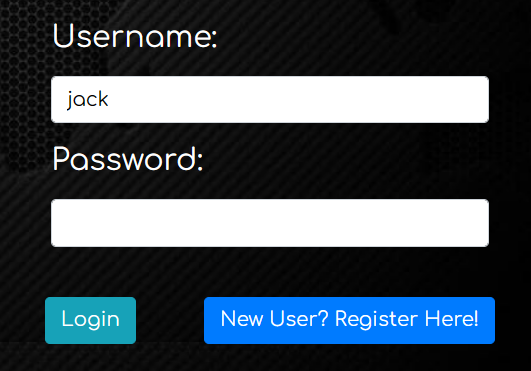 Username:
jack
Password:
Login
New User? Register Here!